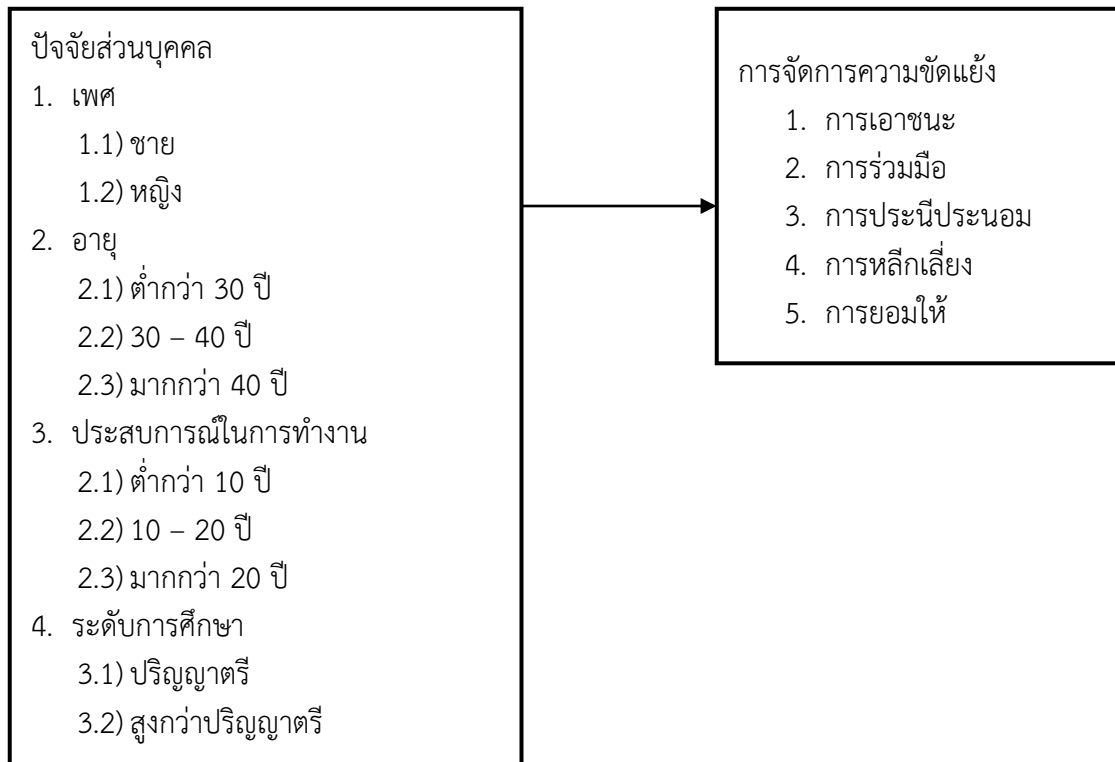 ปัจจัยส่วนบุคคล
1. เพศ
1.1) ชาย
1.2) หญิง
2. อายุ
2.1) ต่ำกว่า 30 ปี
2.2) 30 – 40 ปี
2.3) มากกว่า 40 ปี
3. ประสบการณ์ในการทำงาน
2.1) ต่ำกว่า 10 ปี
2.2) 10 – 20 ปี
2.3) มากกว่า 20 ปี
4. ระดับการศึกษา
3.1) ปริญญาตรี
3.2) สูงกว่าปริญญาตรี
การจัดการความขัดแย้ง
1. การเอาชนะ
2. การร่วมมือ
3. การประนีประนอม
4. การหลีกเลี่ยง
5. การยอมให้